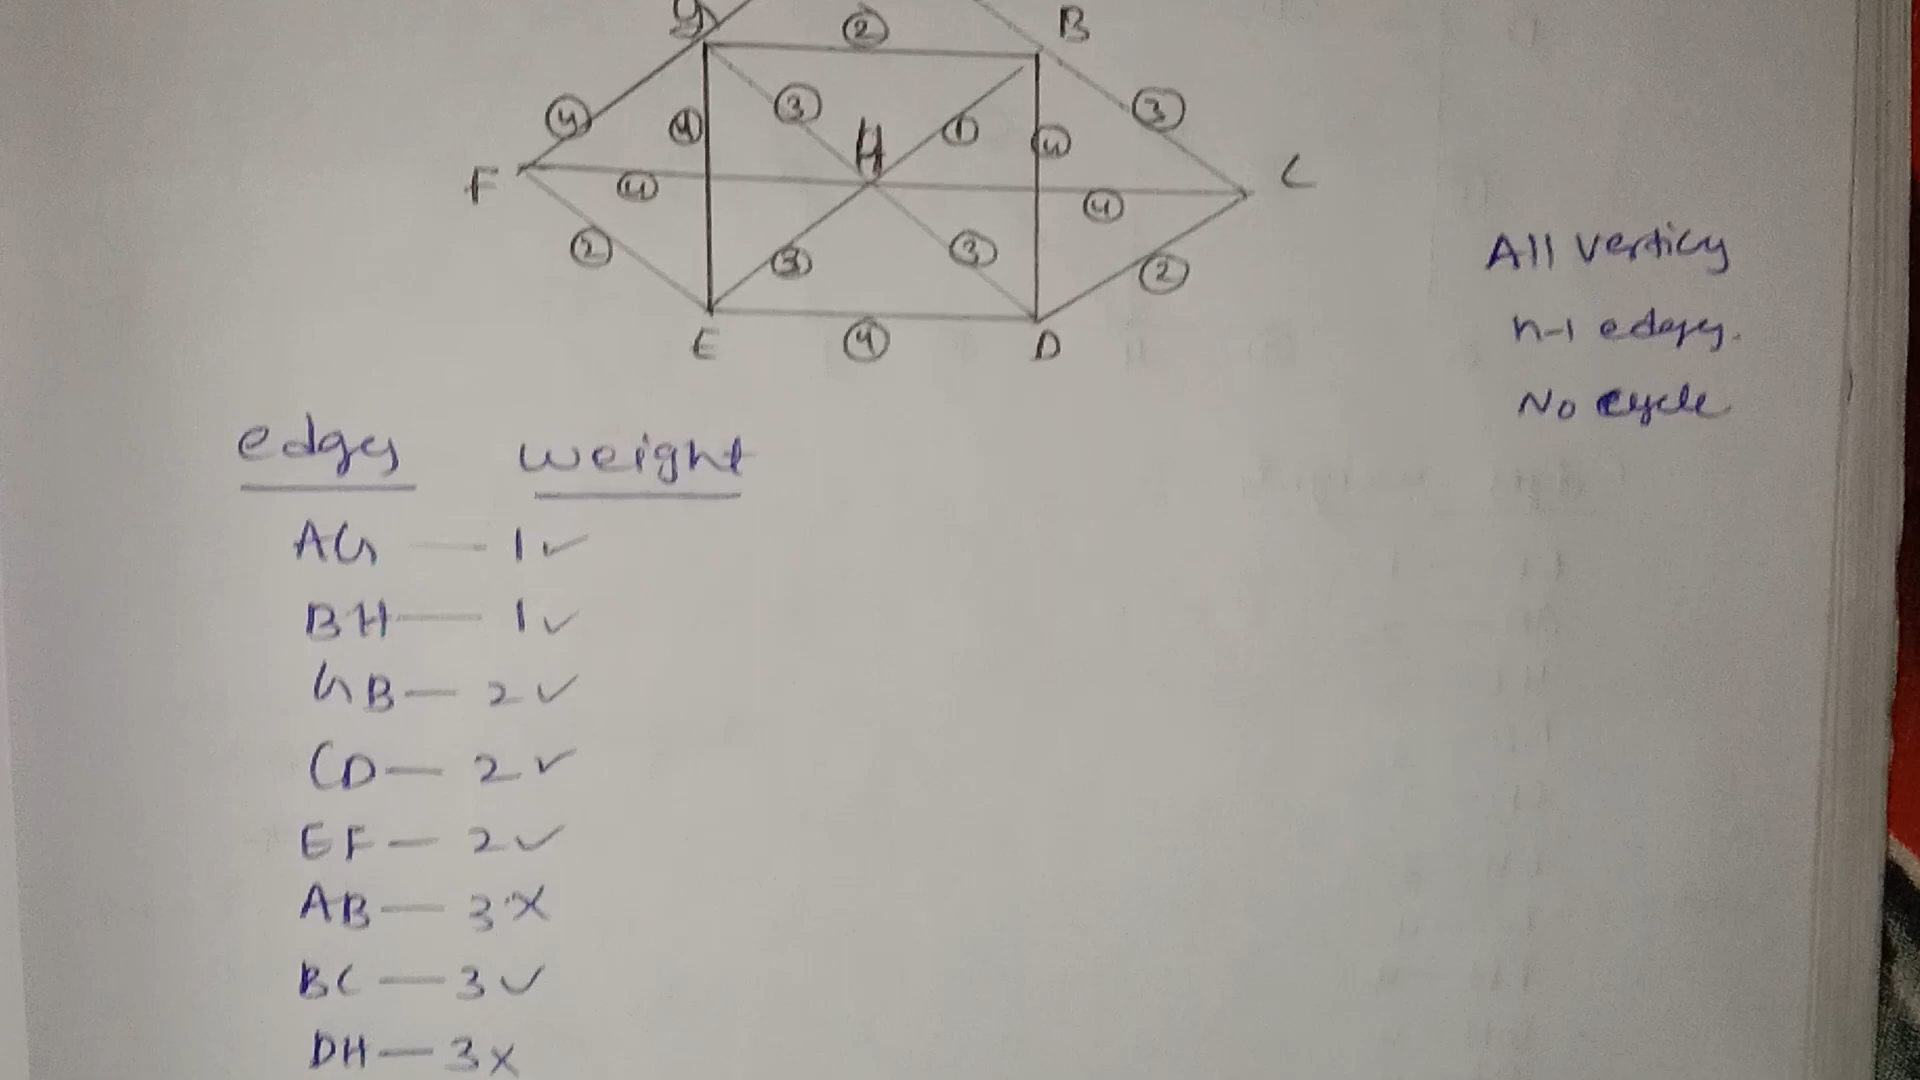 G 2 B
4 4 3 H 1 4 3
F 4 4 C
2 3 3 2
E 4 D
All verticy
n-1 edges.
No cycle
edges weight
AG — 1 ✓
BH — 1 ✓
GB — 2 ✓
CD — 2 ✓
EF — 2 ✓
AB — 3 X
BC — 3 ✓
DH — 3 X